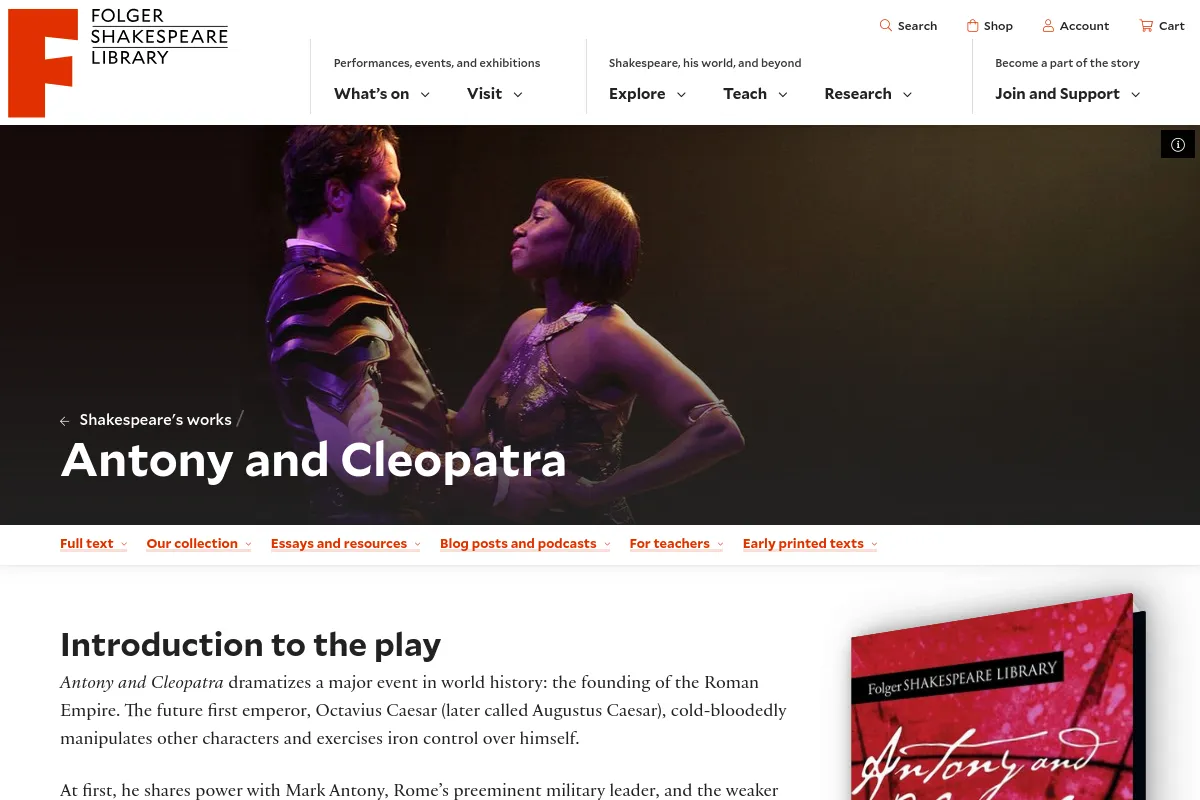 FOLGER
SHAKESPEARE
LIBRARY
Search
Shop
Account
Cart
Performances, events, and exhibitions
What's on
Visit
Shakespeare, his world, and beyond
Explore
Teach
Research
Become a part of the story
Join and Support
Shakespeare's works /
Antony and Cleopatra
Full text
Our collection
Essays and resources
Blog posts and podcasts
For teachers
Early printed texts
Introduction to the play
Antony and Cleopatra dramatizes a major event in world history: the founding of the Roman
Empire. The future first emperor, Octavius Caesar (later called Augustus Caesar), cold-bloodedly
manipulates other characters and exercises iron control over himself.
At first, he shares power with Mark Antony, Rome's preeminent military leader, and the weaker
Folger SHAKESPEARE LIBRARY
Antony and